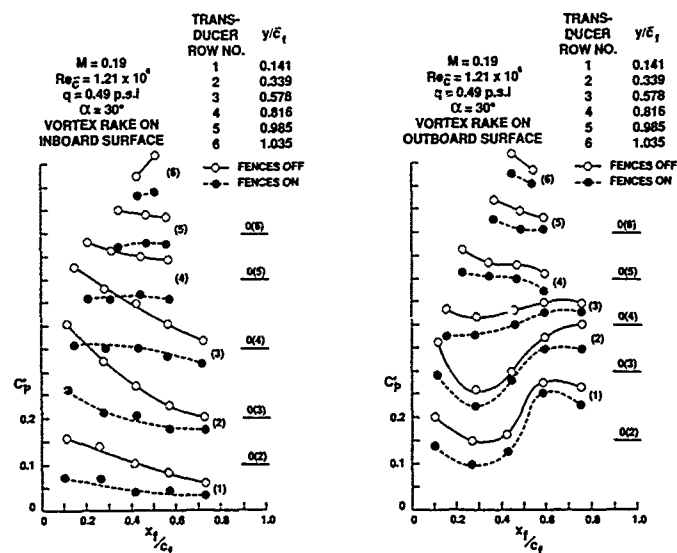 TRANS-
DUCER y/c̄f
ROW NO.
M = 0.19 1 0.141
Rec̄ = 1.21 x 10⁶ 2 0.339
q = 0.49 p.s.i 3 0.578
α = 30° 4 0.816
VORTEX RAKE ON 5 0.985
INBOARD SURFACE 6 1.035
FENCES OFF
FENCES ON
(6)
(5)
0(6)
(4)
0(5)
(3)
0(4)
C'P
0.2
(2)
0(3)
0.1
(1)
0(2)
0
0 0.2 0.4 0.6 0.8 1.0
xf/cf
TRANS-
DUCER y/c̄f
ROW NO.
M = 0.19 1 0.141
Rec̄ = 1.21 x 10⁶ 2 0.339
q = 0.49 p.s.i 3 0.578
α = 30° 4 0.816
VORTEX RAKE ON 5 0.985
OUTBOARD SURFACE 6 1.035
FENCES OFF
FENCES ON
(6)
(5)
0(6)
(4)
0(5)
(3)
0(4)
(2)
0(3)
C'P
(1)
0.2
0(2)
0.1
0
0 0.2 0.4 0.6 0.8 1.0
xf/cf